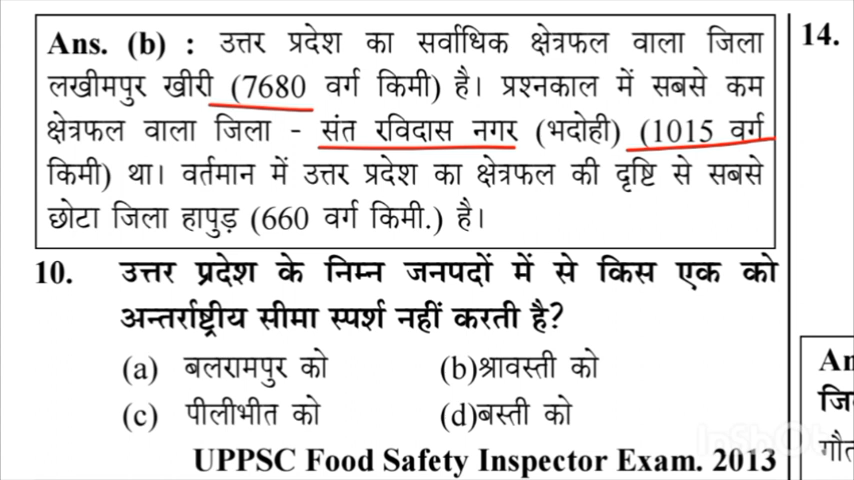 Ans. (b) : उत्तर प्रदेश का सर्वाधिक क्षेत्रफल वाला जिला
लखीमपुर खीरी (7680 वर्ग किमी) है। प्रश्नकाल में सबसे कम
क्षेत्रफल वाला जिला - संत रविदास नगर (भदोही) (1015 वर्ग
किमी) था। वर्तमान में उत्तर प्रदेश का क्षेत्रफल की दृष्टि से सबसे
छोटा जिला हापुड़ (660 वर्ग किमी.) है।
10. उत्तर प्रदेश के निम्न जनपदों में से किस एक को
अन्तर्राष्ट्रीय सीमा स्पर्श नहीं करती है?
(a) बलरामपुर को (b)श्रावस्ती को
(c) पीलीभीत को (d)बस्ती को
UPPSC Food Safety Inspector Exam. 2013
14.
An
जि
गौत
InShOt